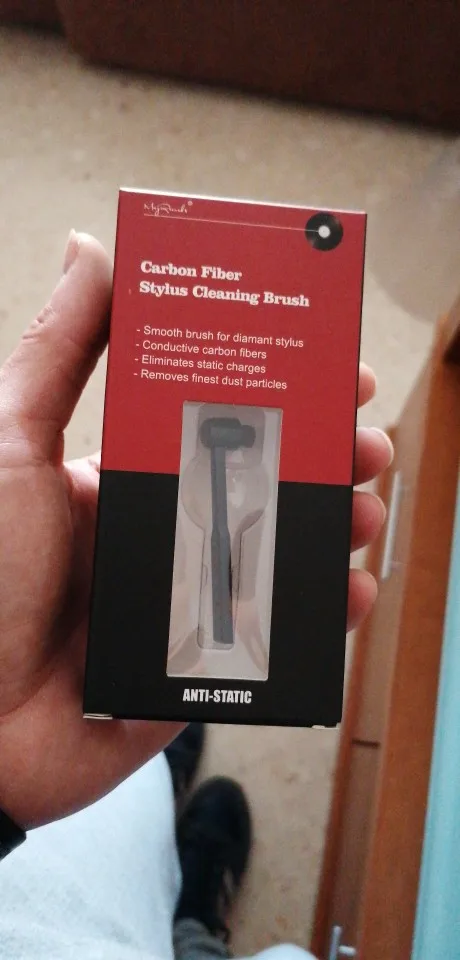 Carbon Fiber
Stylus Cleaning Brush
- Smooth brush for diamant stylus
- Conductive carbon fibers
- Eliminates static charges
- Removes finest dust particles
ANTI-STATIC